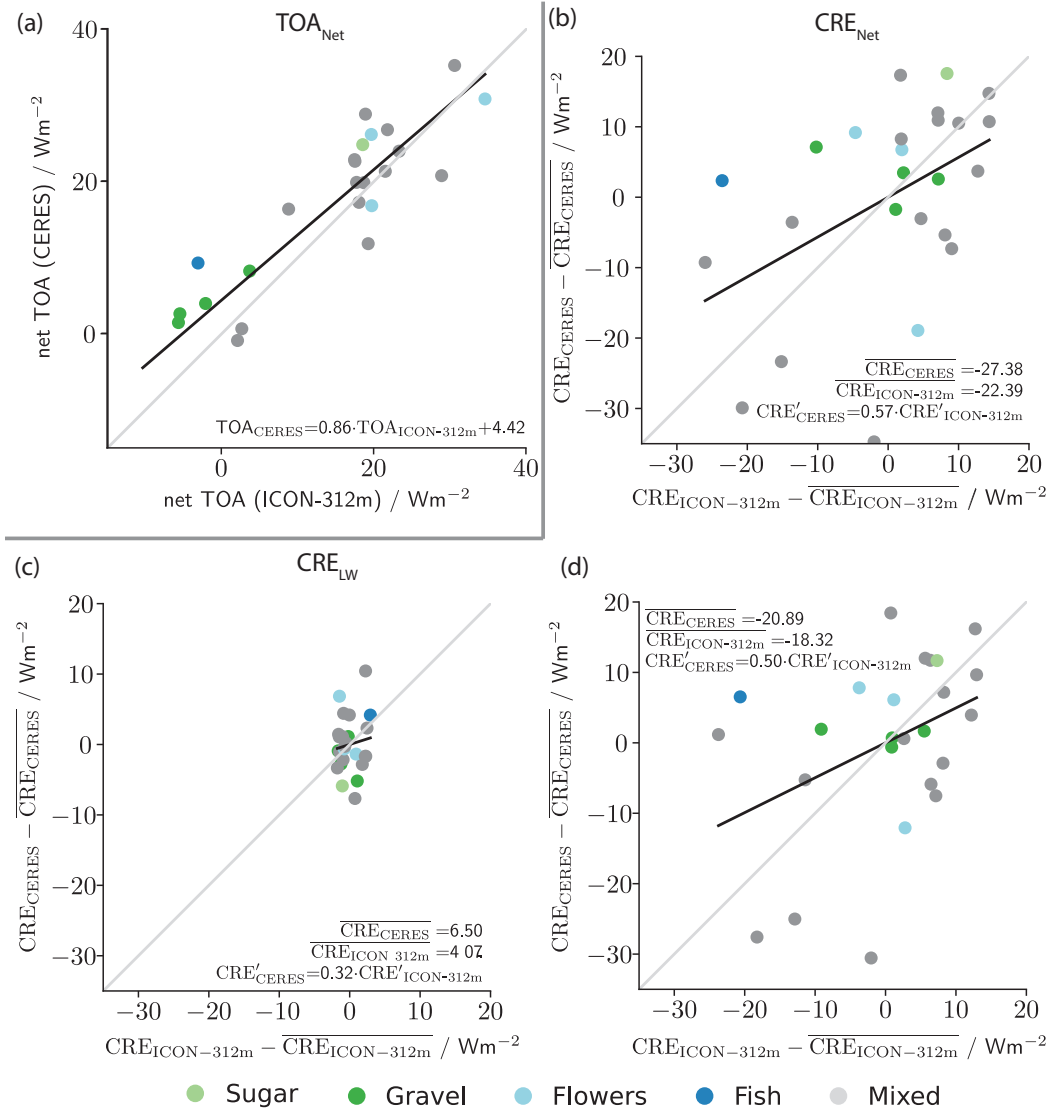 (a)
TOA_Net
net TOA (CERES) / Wm⁻²
40
20
0
TOA_CERES=0.86·TOA_ICON-312m+4.42
0
20
40
net TOA (ICON-312m) / Wm⁻²
(b)
CRE_Net
CRE_CERES − CRE_CERES / Wm⁻²
20
10
0
−10
−20
−30
CRE_CERES =-27.38
CRE_ICON-312m =-22.39
CRE′_CERES=0.57·CRE′_ICON-312m
−30
−20
−10
0
10
20
CRE_ICON−312m − CRE_ICON−312m / Wm⁻²
(c)
CRE_LW
CRE_CERES − CRE_CERES / Wm⁻²
20
10
0
−10
−20
−30
CRE_CERES =6.50
CRE_ICON 312m =4 07
CRE′_CERES=0.32·CRE′_ICON-312m
−30
−20
−10
0
10
20
CRE_ICON−312m − CRE_ICON−312m / Wm⁻²
(d)
CRE_CERES − CRE_CERES / Wm⁻²
20
10
0
−10
−20
−30
CRE_CERES =-20.89
CRE_ICON-312m =-18.32
CRE′_CERES=0.50·CRE′_ICON-312m
−30
−20
−10
0
10
20
CRE_ICON−312m − CRE_ICON−312m / Wm⁻²
Sugar
Gravel
Flowers
Fish
Mixed